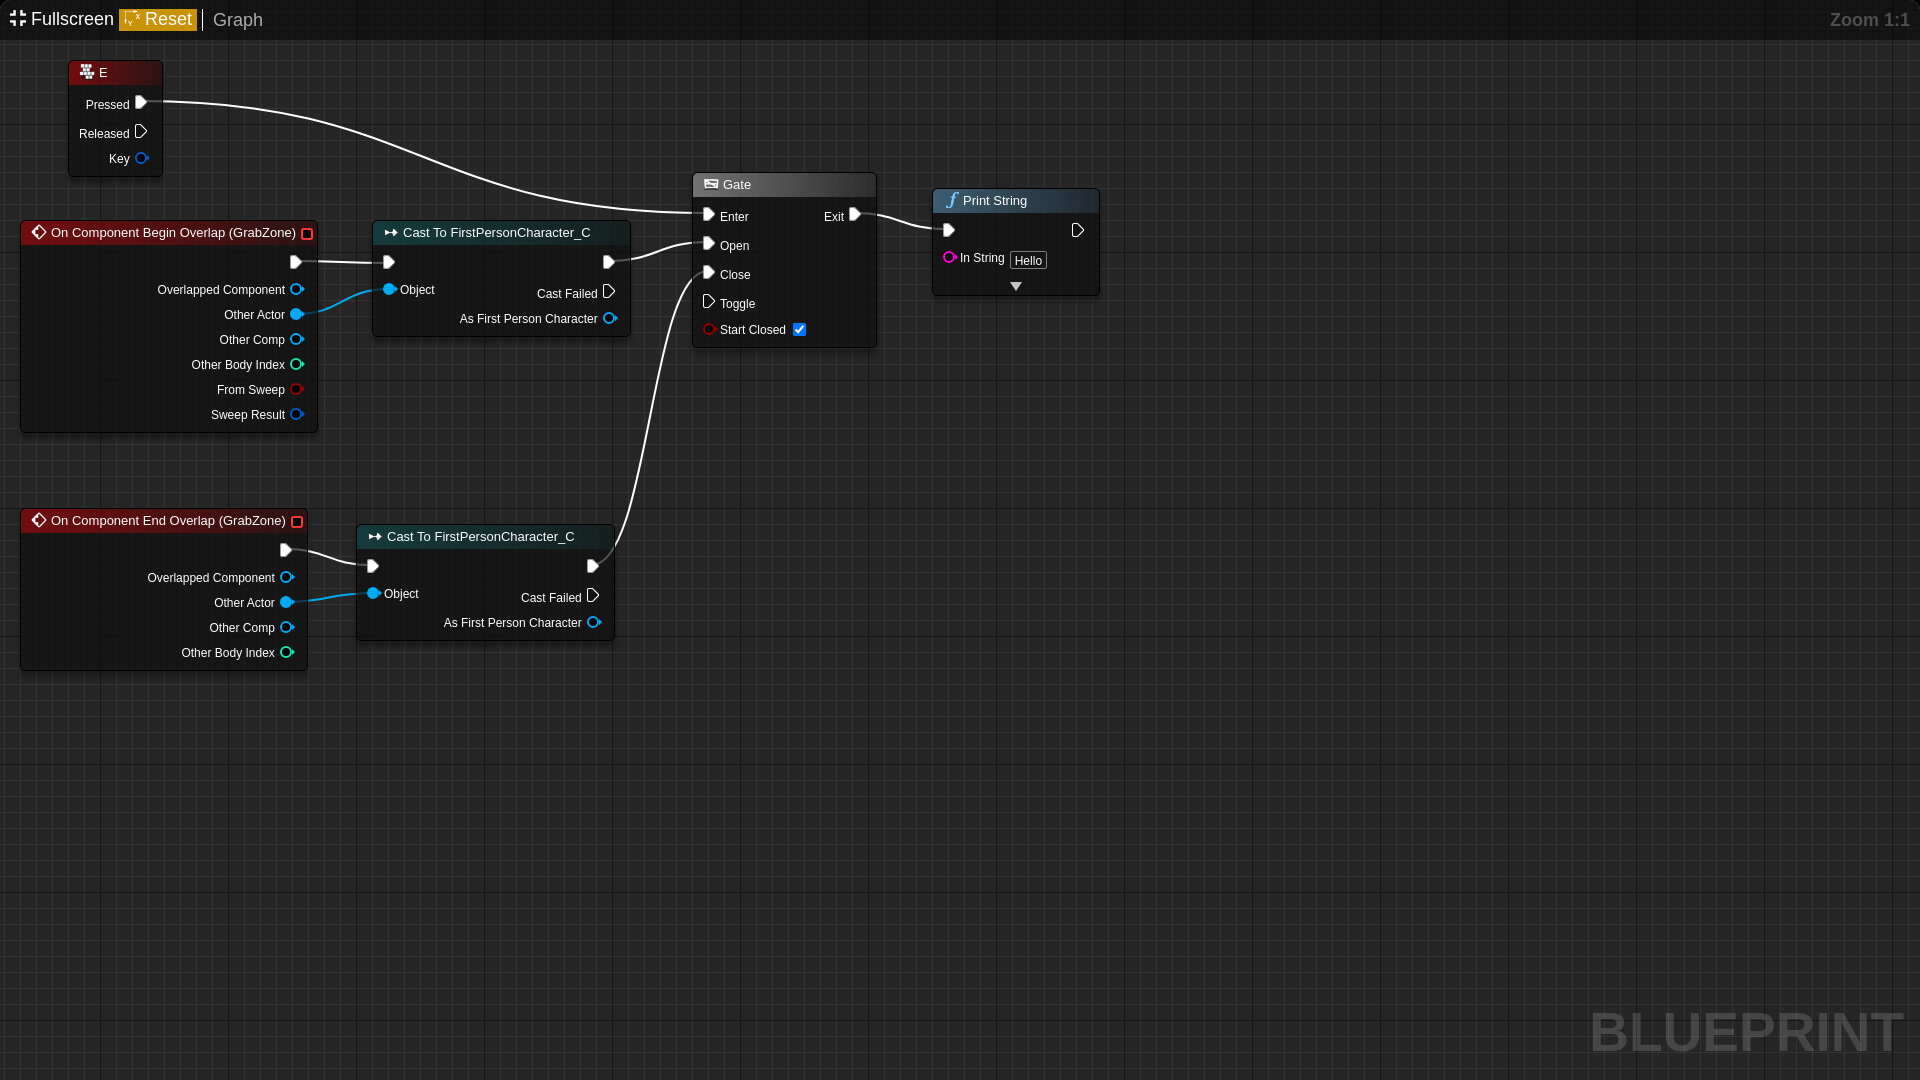 Fullscreen Reset Graph Zoom 1:1
E
Pressed
Released
Key
On Component Begin Overlap (GrabZone)
Overlapped Component
Other Actor
Other Comp
Other Body Index
From Sweep
Sweep Result
Cast To FirstPersonCharacter_C
Object
Cast Failed
As First Person Character
Gate
Enter Exit
Open
Close
Toggle
Start Closed
Print String
In String Hello
On Component End Overlap (GrabZone)
Overlapped Component
Other Actor
Other Comp
Other Body Index
Cast To FirstPersonCharacter_C
Object
Cast Failed
As First Person Character
BLUEPRINT